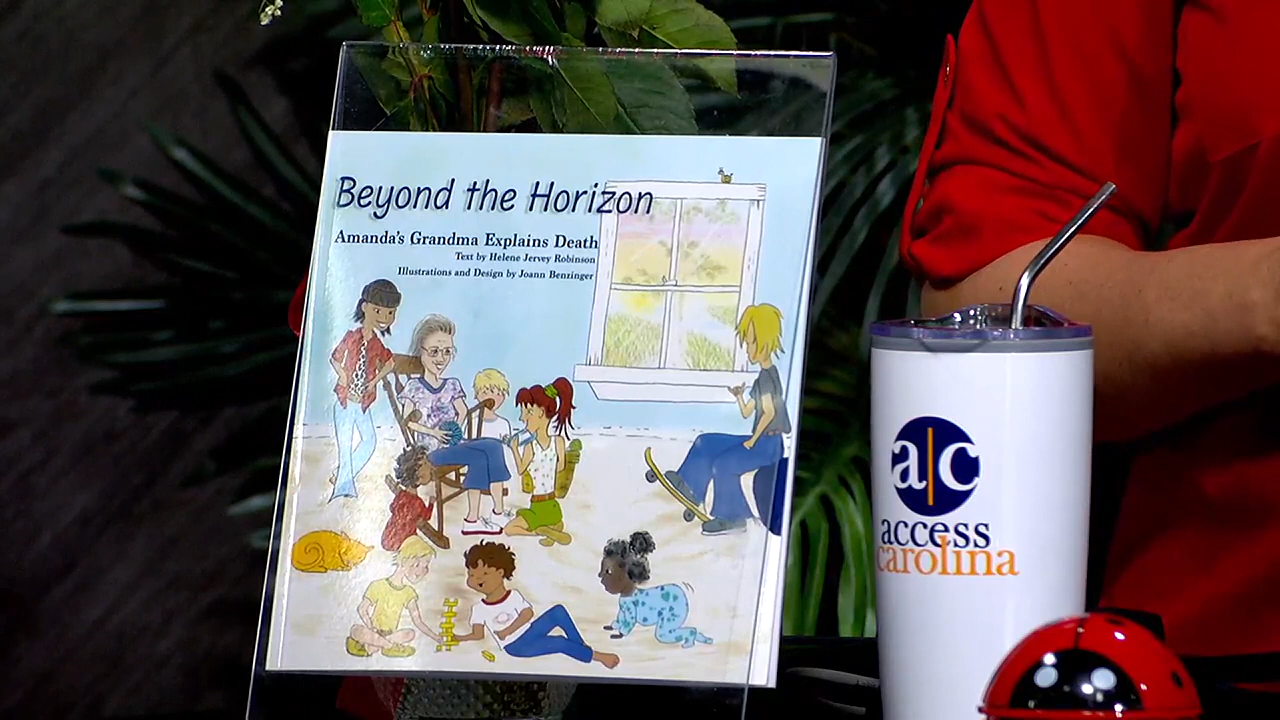 Beyond the Horizon
Amanda's Grandma Explains Death
Text by Helene Jervey Robinson
Illustrations and Design by Joann Benzinger
a|c
access
carolina